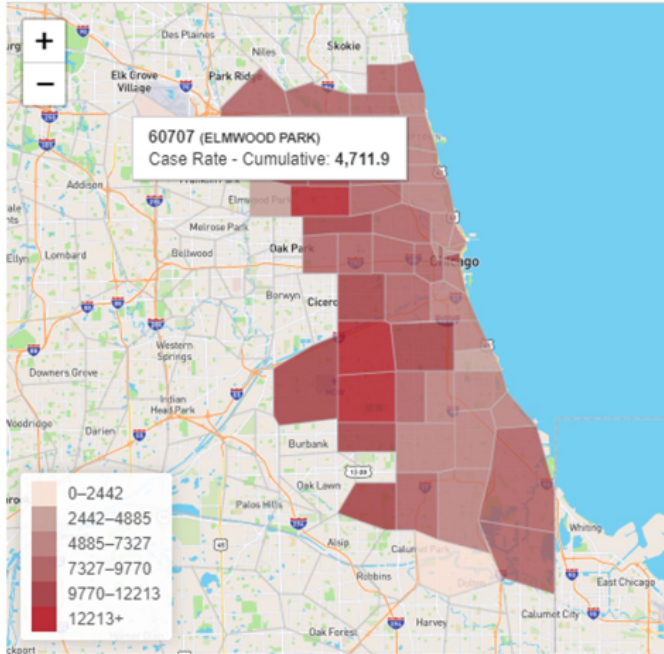 +
−
Des Plaines
Niles
Skokie
Elk Grove
Village
Park Ridge
60707 (ELMWOOD PARK)
Case Rate - Cumulative: 4,711.9
Franklin Park
Addison
Elmwood Park
Melrose Park
Oak Park
Bellwood
Lombard
Ellyn
Chicago
Berwyn
Cicero
Western
Springs
Downers Grove
Indian
Head Park
Woodridge
Darien
Burbank
Oak Lawn
Palos Hills
Alsip
Calumet Park
Robbins
Whiting
East Chicago
Calumet City
Harvey
Oak Forest
0–2442
2442–4885
4885–7327
7327–9770
9770–12213
12213+